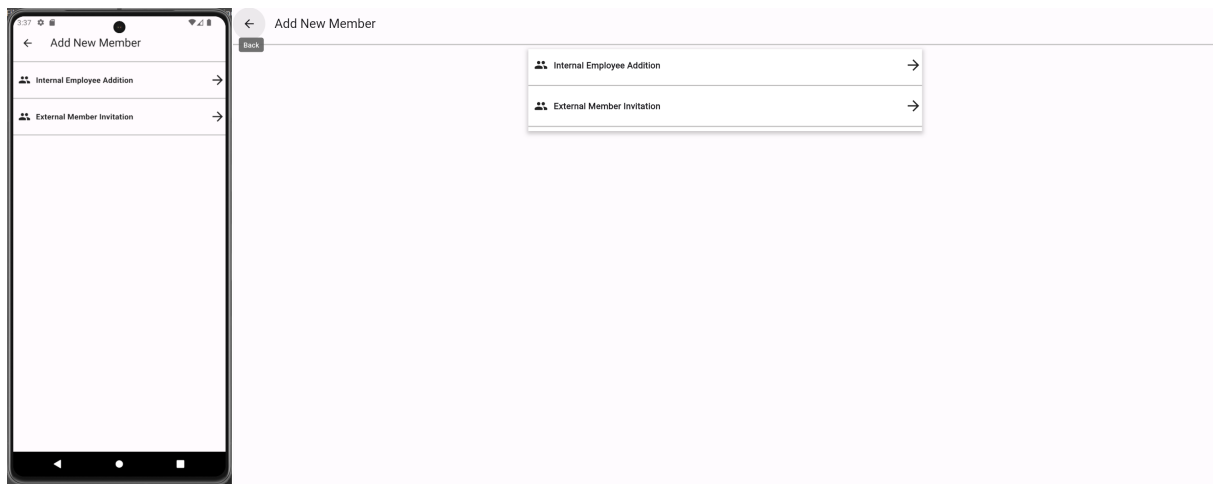 3:37
Add New Member
Internal Employee Addition
External Member Invitation
Add New Member
Back
Internal Employee Addition
External Member Invitation